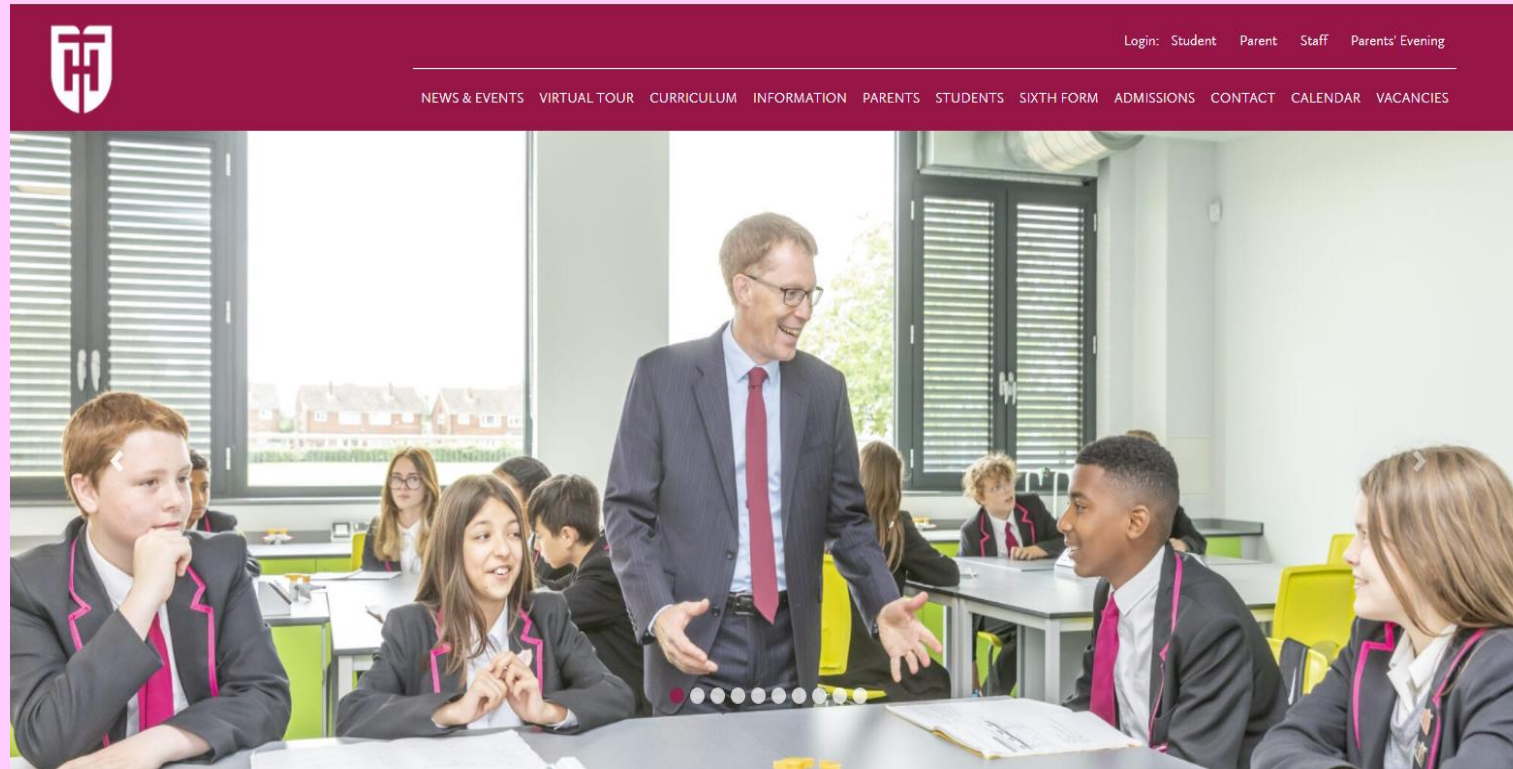 Login: Student Parent Staff Parents' Evening
NEWS & EVENTS VIRTUAL TOUR CURRICULUM INFORMATION PARENTS STUDENTS SIXTH FORM ADMISSIONS CONTACT CALENDAR VACANCIES